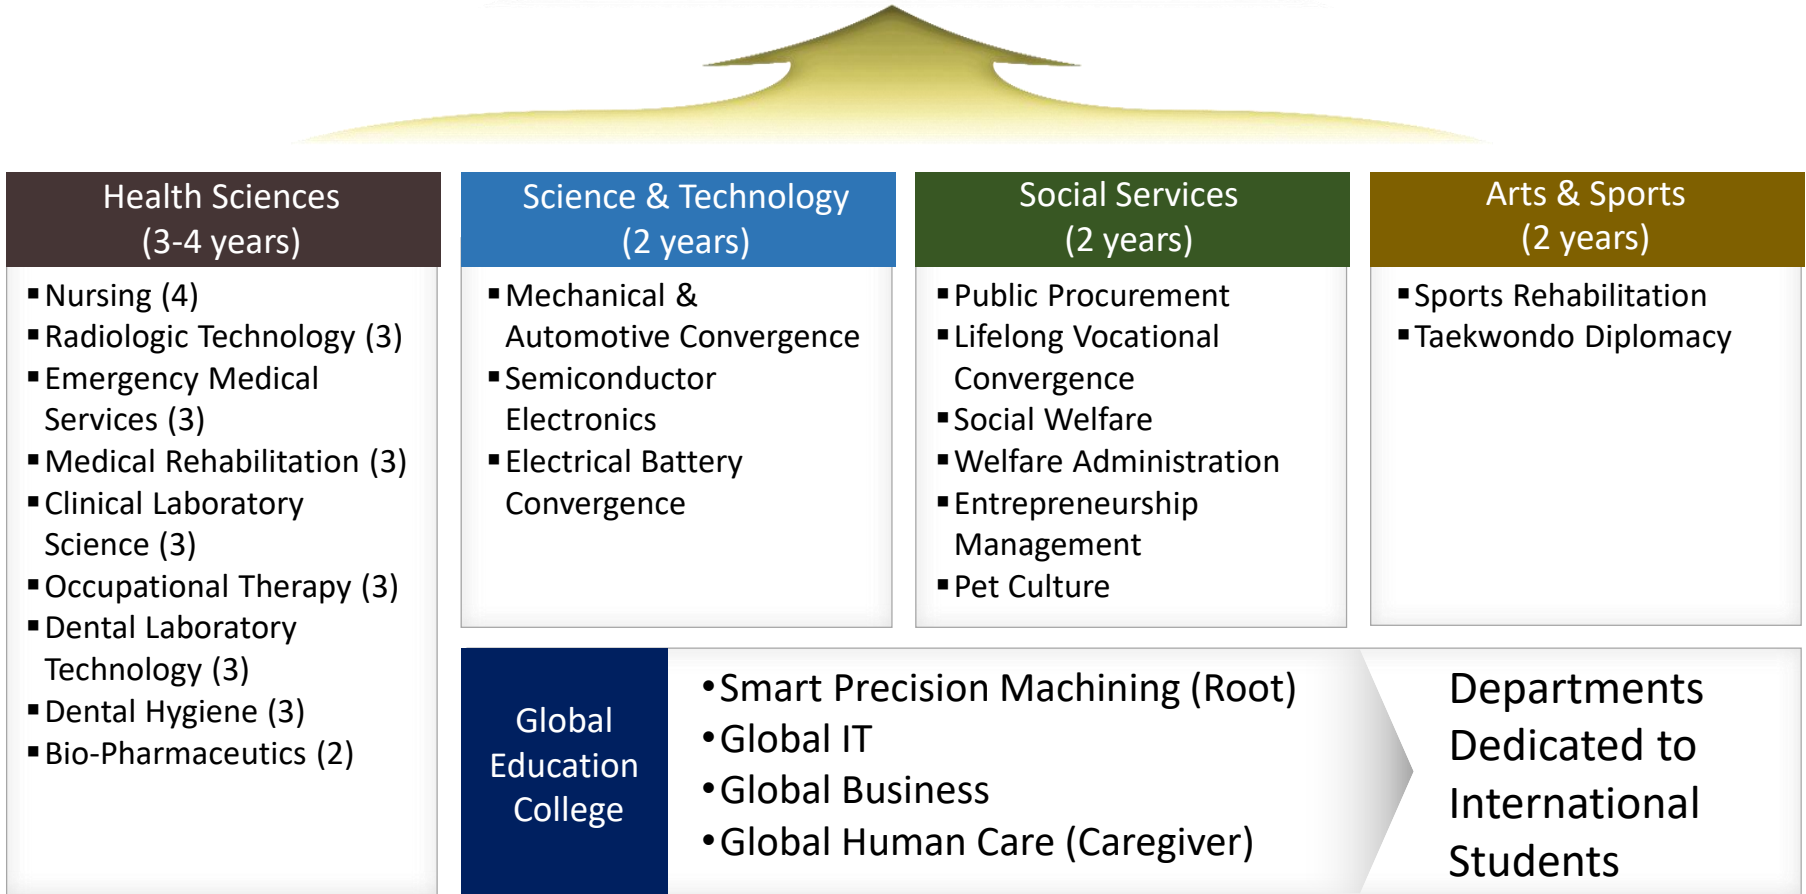 Health Sciences
(3-4 years)
▪Nursing (4)
▪Radiologic Technology (3)
▪Emergency Medical
Services (3)
▪Medical Rehabilitation (3)
▪Clinical Laboratory
Science (3)
▪Occupational Therapy (3)
▪Dental Laboratory
Technology (3)
▪Dental Hygiene (3)
▪Bio-Pharmaceutics (2)
Science & Technology
(2 years)
▪Mechanical &
Automotive Convergence
▪Semiconductor
Electronics
▪Electrical Battery
Convergence
Social Services
(2 years)
▪Public Procurement
▪Lifelong Vocational
Convergence
▪Social Welfare
▪Welfare Administration
▪Entrepreneurship
Management
▪Pet Culture
Arts & Sports
(2 years)
▪Sports Rehabilitation
▪Taekwondo Diplomacy
Global
Education
College
•Smart Precision Machining (Root)
•Global IT
•Global Business
•Global Human Care (Caregiver)
Departments
Dedicated to
International
Students